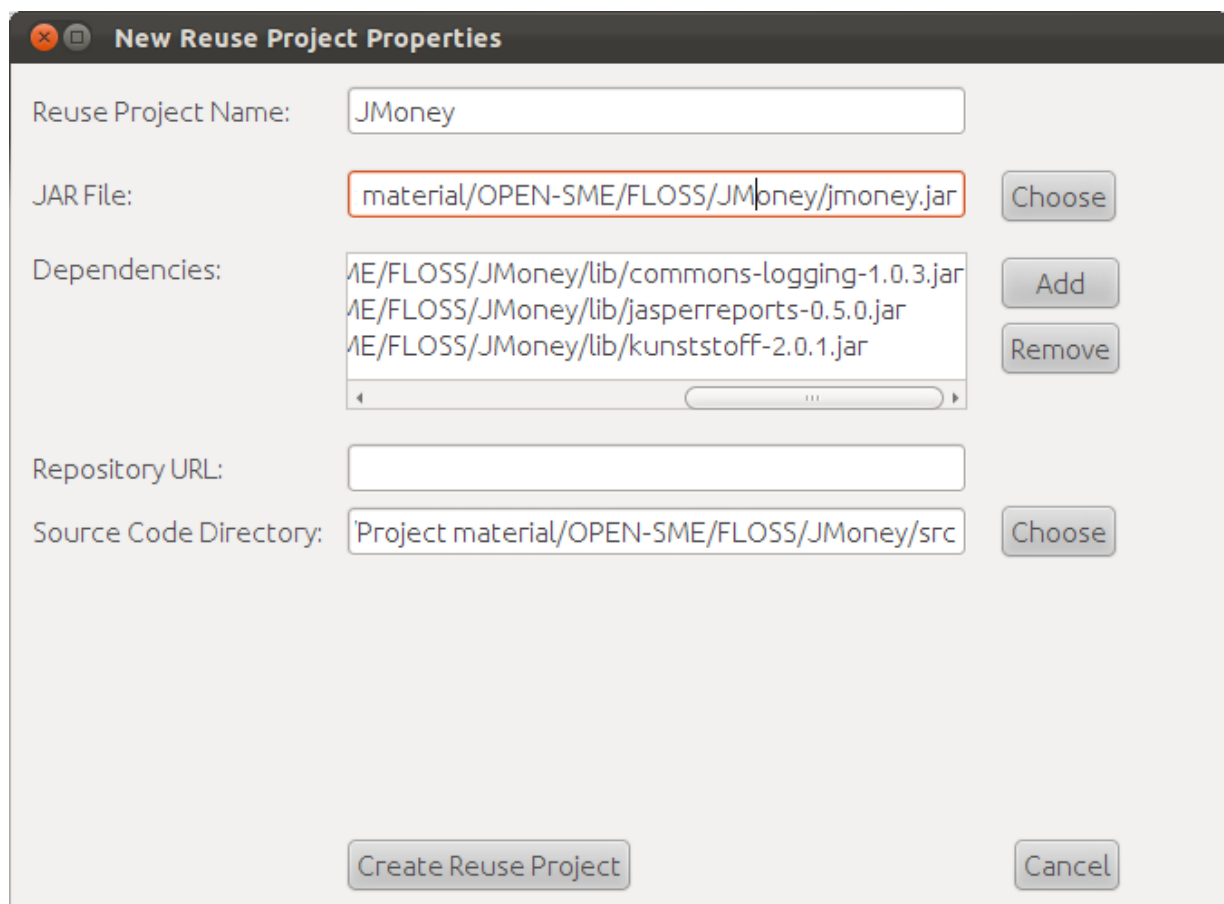 New Reuse Project Properties
Reuse Project Name: JMoney
JAR File: material/OPEN-SME/FLOSS/JMoney/jmoney.jar Choose
Dependencies: ME/FLOSS/JMoney/lib/commons-logging-1.0.3.jar Add
ME/FLOSS/JMoney/lib/jasperreports-0.5.0.jar
ME/FLOSS/JMoney/lib/kunststoff-2.0.1.jar Remove
Repository URL:
Source Code Directory: Project material/OPEN-SME/FLOSS/JMoney/src Choose
Create Reuse Project Cancel